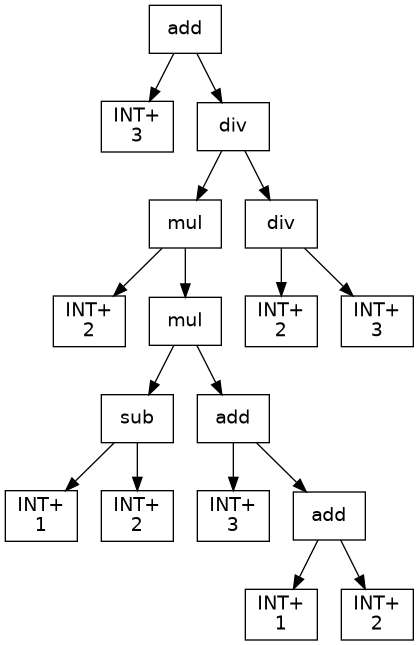 add
INT+
3
div
mul
div
INT+
2
mul
INT+
2
INT+
3
sub
add
INT+
1
INT+
2
INT+
3
add
INT+
1
INT+
2